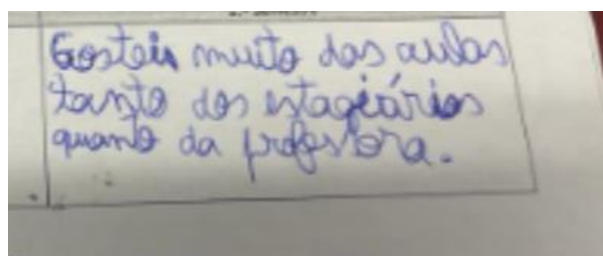 Gostei muito das aulas
tanto dos estagiários
quanto da professora.